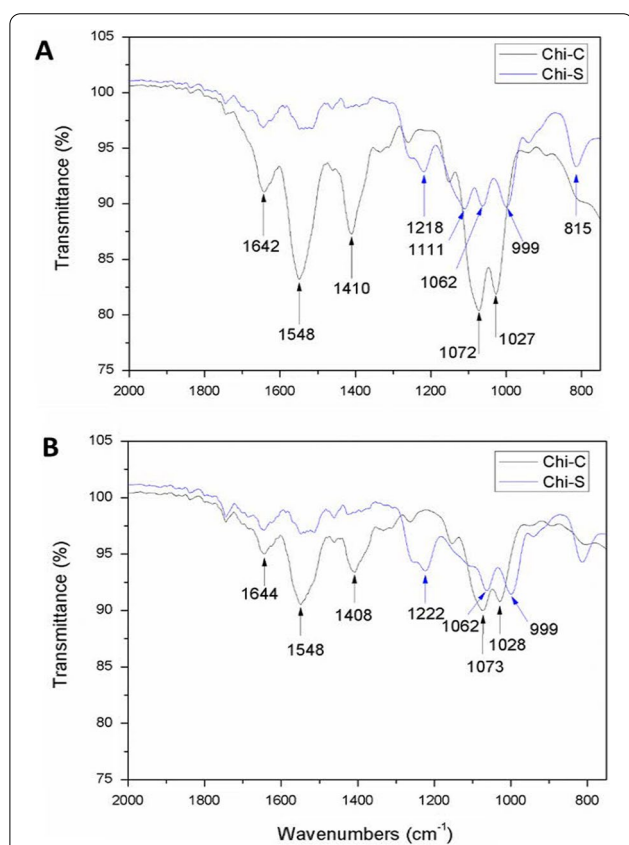 A
105
100
95
90
85
80
75
Transmittance (%)
Chi-C
Chi-S
1642
1548
1410
1218
1111
1062
999
815
1072
1027
2000 1800 1600 1400 1200 1000 800
B
105
100
95
90
85
80
75
Transmittance (%)
Chi-C
Chi-S
1644
1548
1408
1222
1062
1073
1028
999
2000 1800 1600 1400 1200 1000 800
Wavenumbers (cm⁻¹)